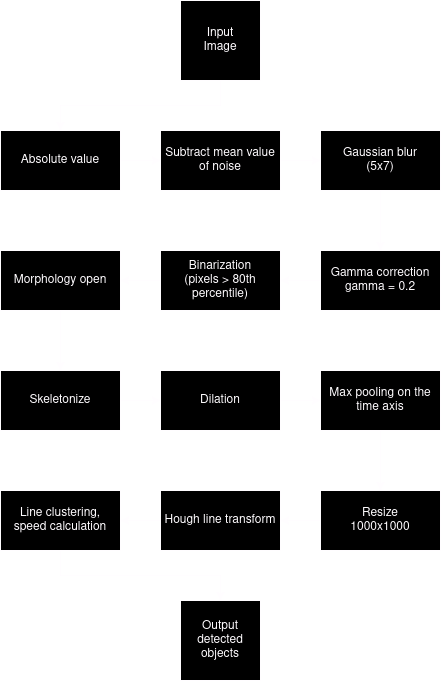 Input
Image
Absolute value
Subtract mean value
of noise
Gaussian blur
(5x7)
Morphology open
Binarization
(pixels > 80th
percentile)
Gamma correction
gamma = 0.2
Skeletonize
Dilation
Max pooling on the
time axis
Line clustering,
speed calculation
Hough line transform
Resize
1000x1000
Output
detected
objects